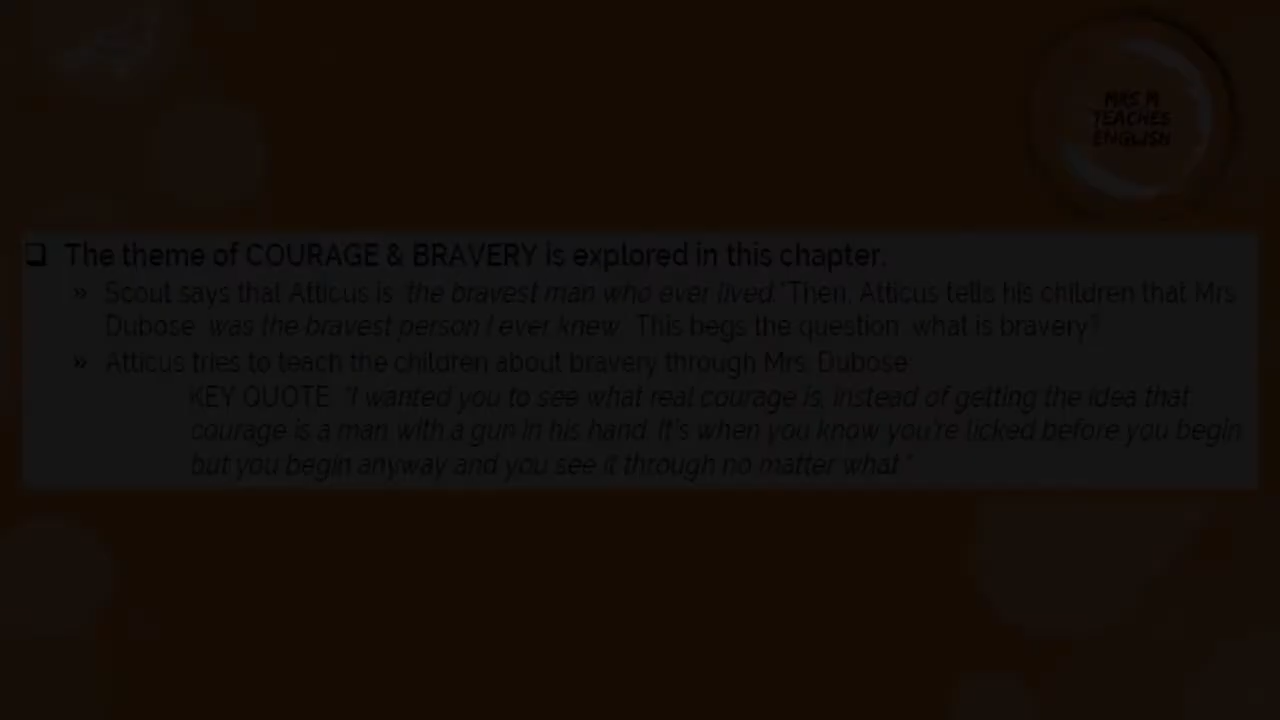 MRS M
TEACHES
ENGLISH
❑ The theme of COURAGE & BRAVERY is explored in this chapter.
» Scout says that Atticus is 'the bravest man who ever lived.' Then, Atticus tells his children that Mrs
Dubose 'was the bravest person I ever knew.' This begs the question: what is bravery?
» Atticus tries to teach the children about bravery through Mrs. Dubose
KEY QUOTE: "I wanted you to see what real courage is, instead of getting the idea that
courage is a man with a gun in his hand. It's when you know you're licked before you begin
but you begin anyway and you see it through no matter what."